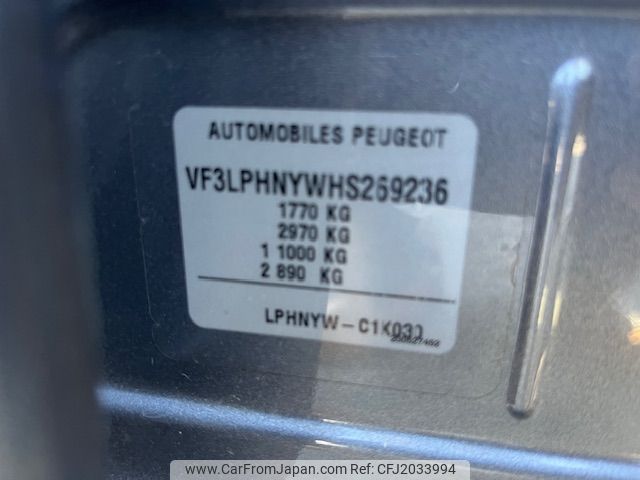 AUTOMOBILES PEUGEOT
VF3LPHNYWHS269236
1770 KG
2970 KG
1 1000 KG
2 890 KG
LPHNYW-C1K030
www.CarFromJapan.com | Ref: CFJ2033994